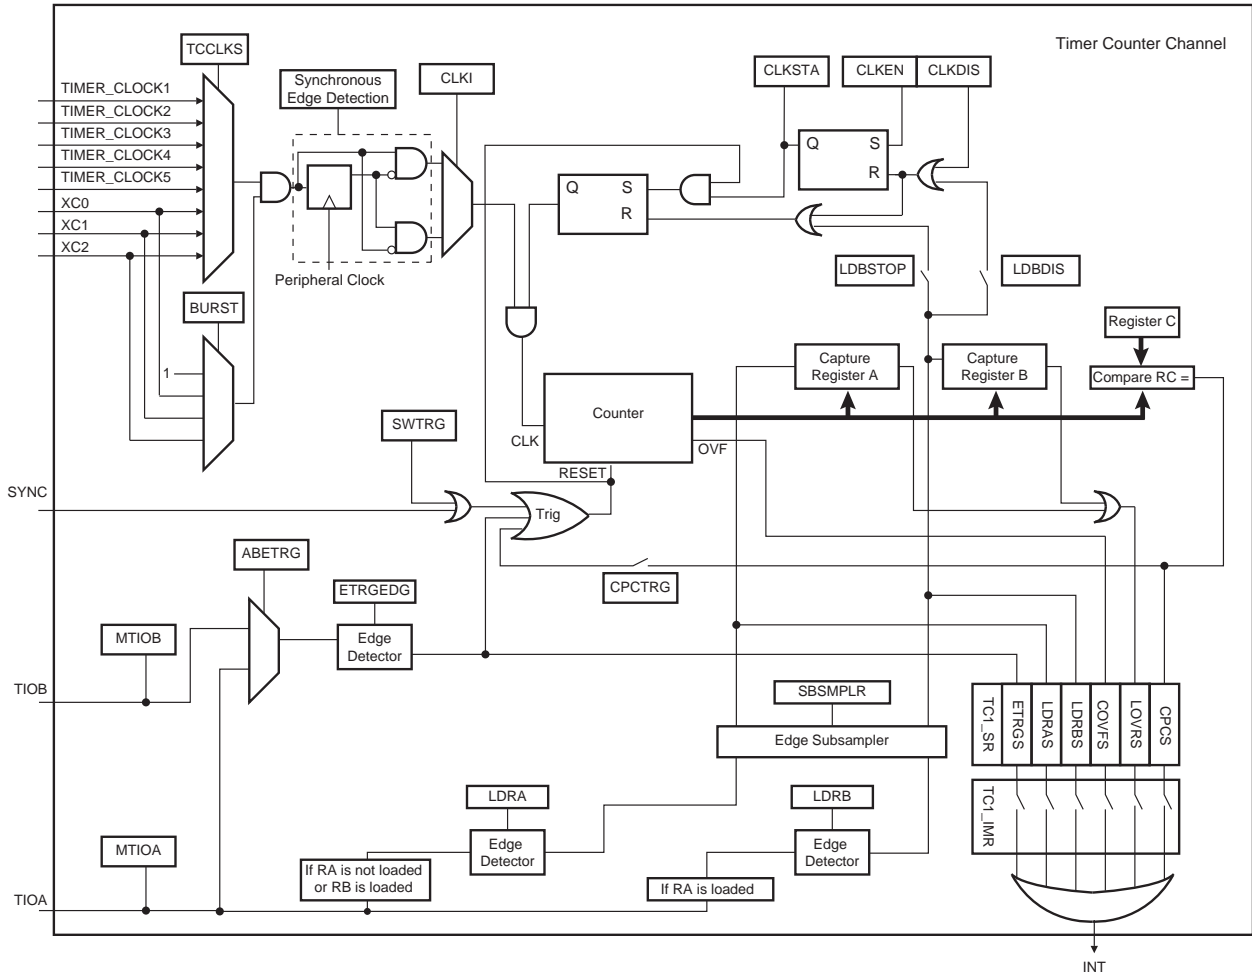 Timer Counter Channel
TCCLKS
Synchronous
Edge Detection
CLKI
CLKSTA
CLKEN
CLKDIS
TIMER_CLOCK1
TIMER_CLOCK2
TIMER_CLOCK3
TIMER_CLOCK4
TIMER_CLOCK5
XC0
XC1
XC2
Q
S
R
Q
S
R
Peripheral Clock
LDBSTOP
LDBDIS
BURST
1
Register C
Capture
Register A
Capture
Register B
Compare RC =
Counter
CLK
OVF
RESET
SWTRG
SYNC
Trig
ABETRG
ETRGEDG
CPCTRG
MTIOB
Edge
Detector
TIOB
SBSMPLR
Edge Subsampler
TC1_SR
ETRGS
LDRAS
LDRBS
COVFS
LOVRS
CPCS
LDRA
LDRB
TC1_IMR
MTIOA
Edge
Detector
Edge
Detector
If RA is not loaded
or RB is loaded
If RA is loaded
TIOA
INT